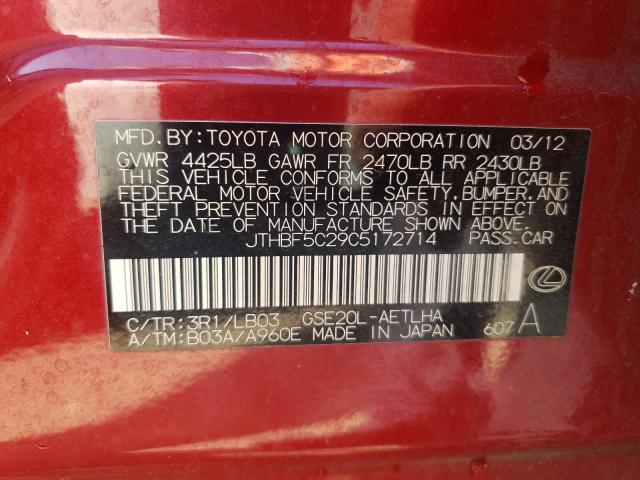 MFD.BY:TOYOTA MOTOR CORPORATION 03/12
GVWR 4425LB GAWR FR 2470LB RR 2430LB
THIS VEHICLE CONFORMS TO ALL APPLICABLE
FEDERAL MOTOR VEHICLE SAFETY,BUMPER,AND
THEFT PREVENTION STANDARDS IN EFFECT ON
THE DATE OF MANUFACTURE SHOWN ABOVE.
JTHBF5C29C5172714 PASS.CAR
C/TR:3R1/LB03 GSE20L-AETLHA
A/TM:B03A/A960E MADE IN JAPAN 607 A